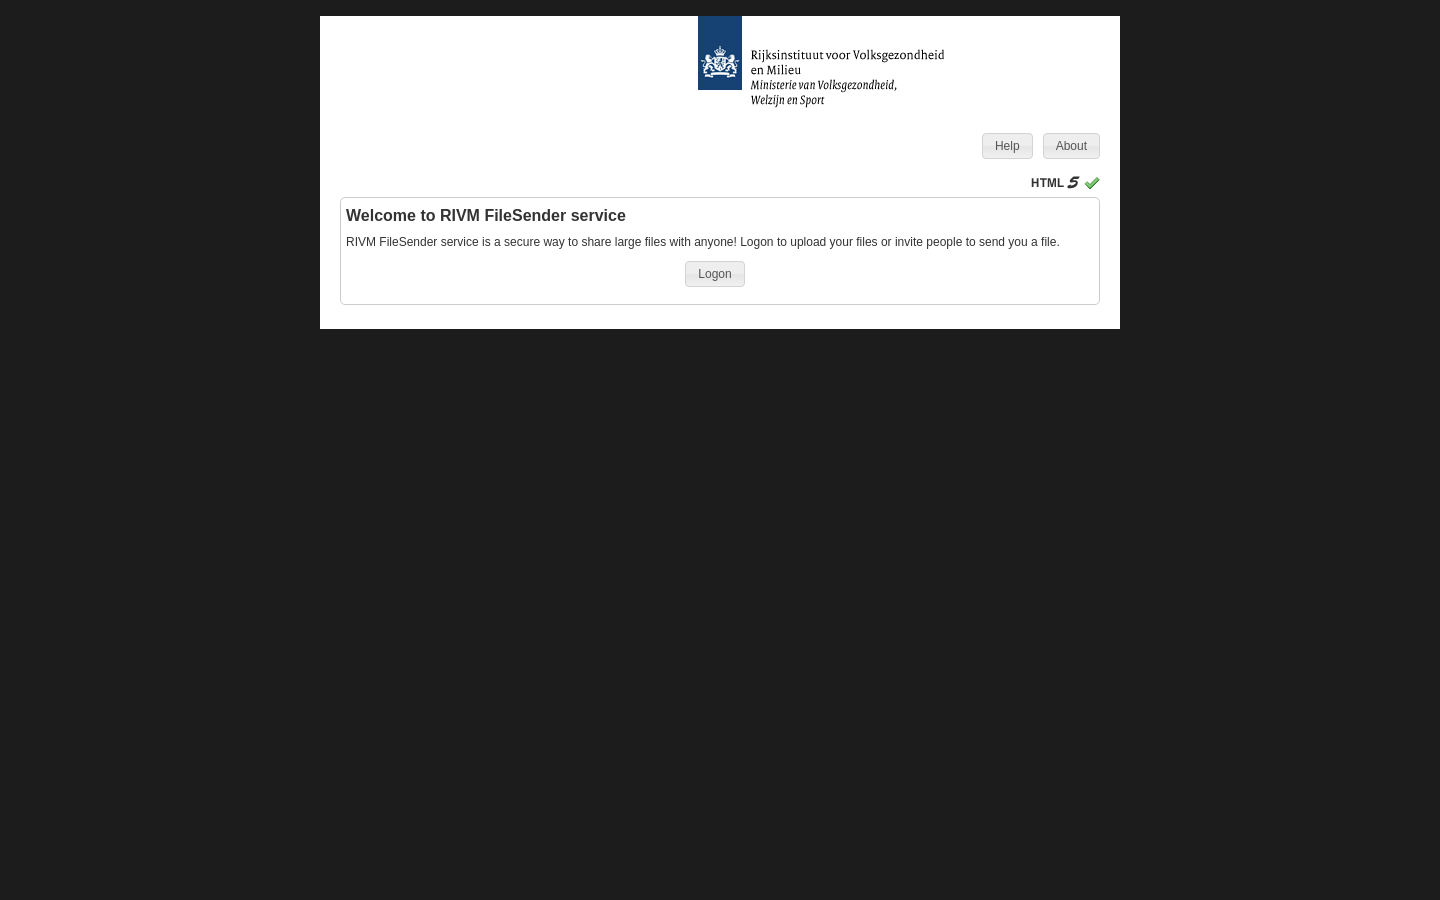 Rijksinstituut voor Volksgezondheid
en Milieu
Ministerie van Volksgezondheid,
Welzijn en Sport
Help
About
HTML 5
Welcome to RIVM FileSender service
RIVM FileSender service is a secure way to share large files with anyone! Logon to upload your files or invite people to send you a file.
Logon